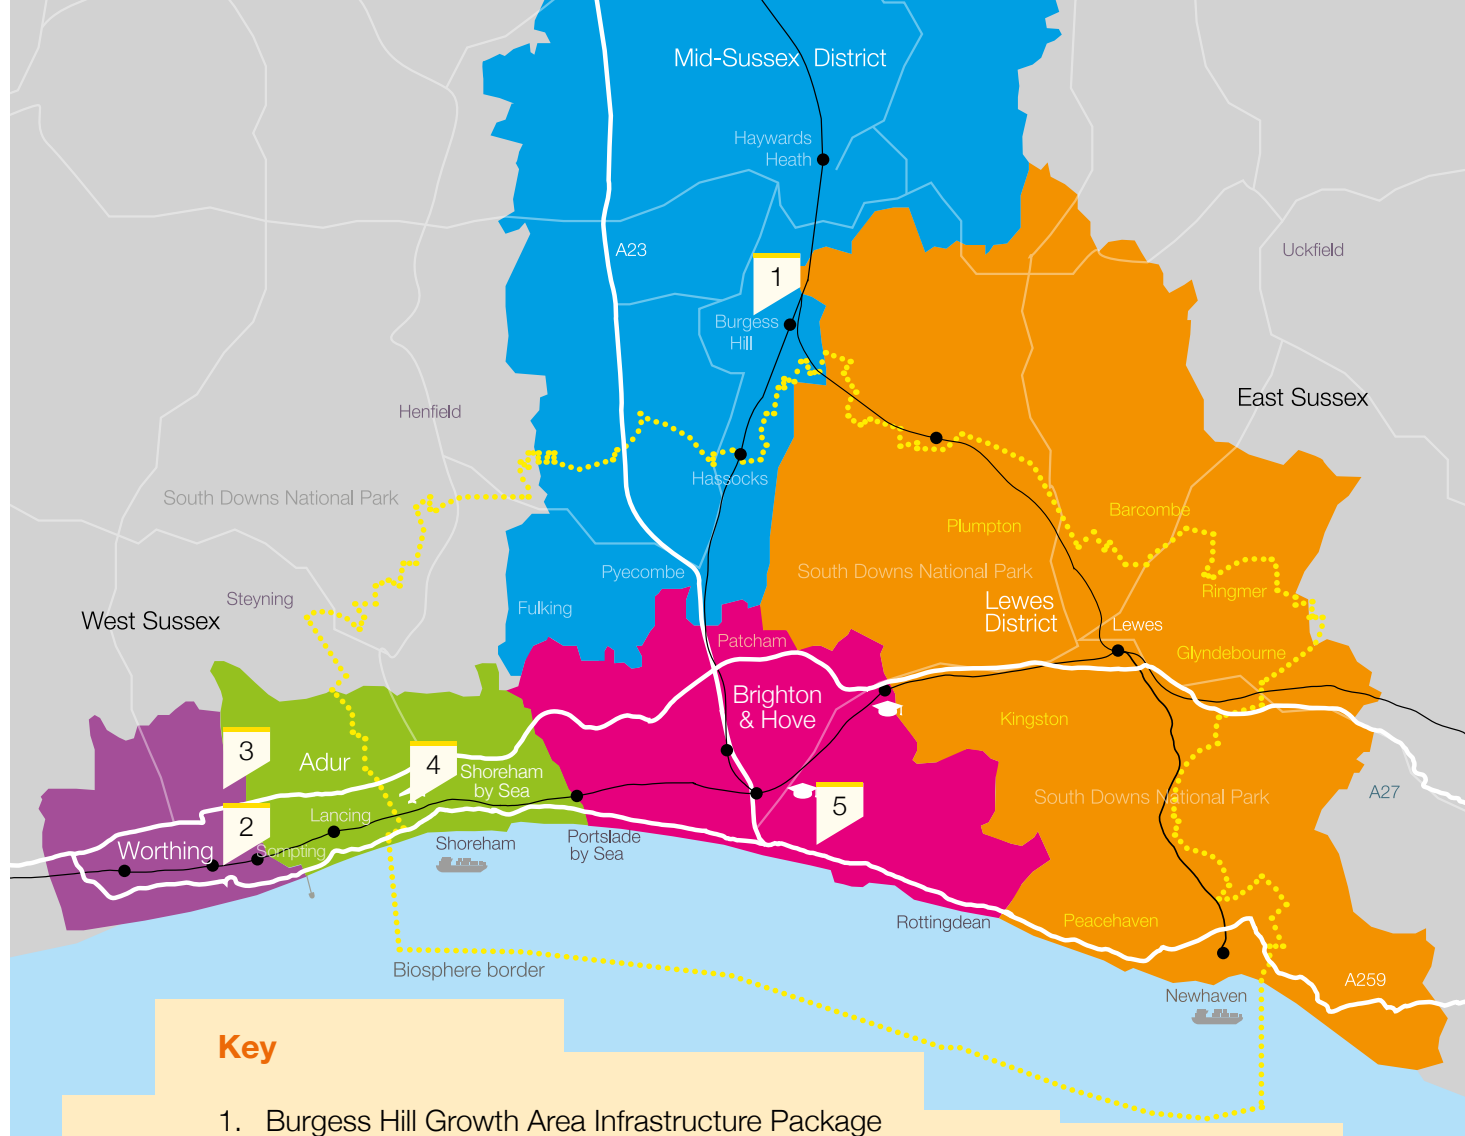 Mid-Sussex District
Haywards
Heath
A23
Uckfield
1
Burgess
Hill
East Sussex
Henfield
Hassocks
South Downs National Park
Barcombe
Plumpton
Pyecombe
South Downs National Park
Ringmer
Steyning
Fulking
Lewes
District
West Sussex
Lewes
Patcham
Glyndebourne
Brighton
& Hove
Kingston
3
Adur
4
Shoreham
by Sea
South Downs National Park
A27
5
Lancing
2
Worthing
Sompting
Shoreham
Portslade
by Sea
Rottingdean
Peacehaven
Biosphere border
A259
Newhaven
Key
1. Burgess Hill Growth Area Infrastructure Package